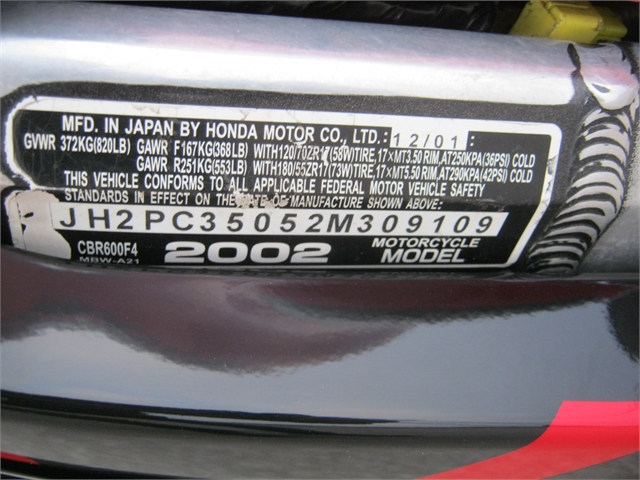 MFD. IN JAPAN BY HONDA MOTOR CO., LTD.: 12/01:
GVWR 372KG(820LB) GAWR F167KG(368LB) WITH120/70ZR17(58W)TIRE,17×MT3.50 RIM,AT250KPA(36PSI) COLD
GAWR R251KG(553LB) WITH180/55ZR17(73W)TIRE,17×MT5.50 RIM,AT290KPA(42PSI) COLD
THIS VEHICLE CONFORMS TO ALL APPLICABLE FEDERAL MOTOR VEHICLE SAFETY
STANDARDS IN EFFECT ON THE DATE OF MANUFACTURE SHOWN ABOVE.
JH2PC35052M309109
CBR600F4 2002 MOTORCYCLE MODEL
MBW-A21